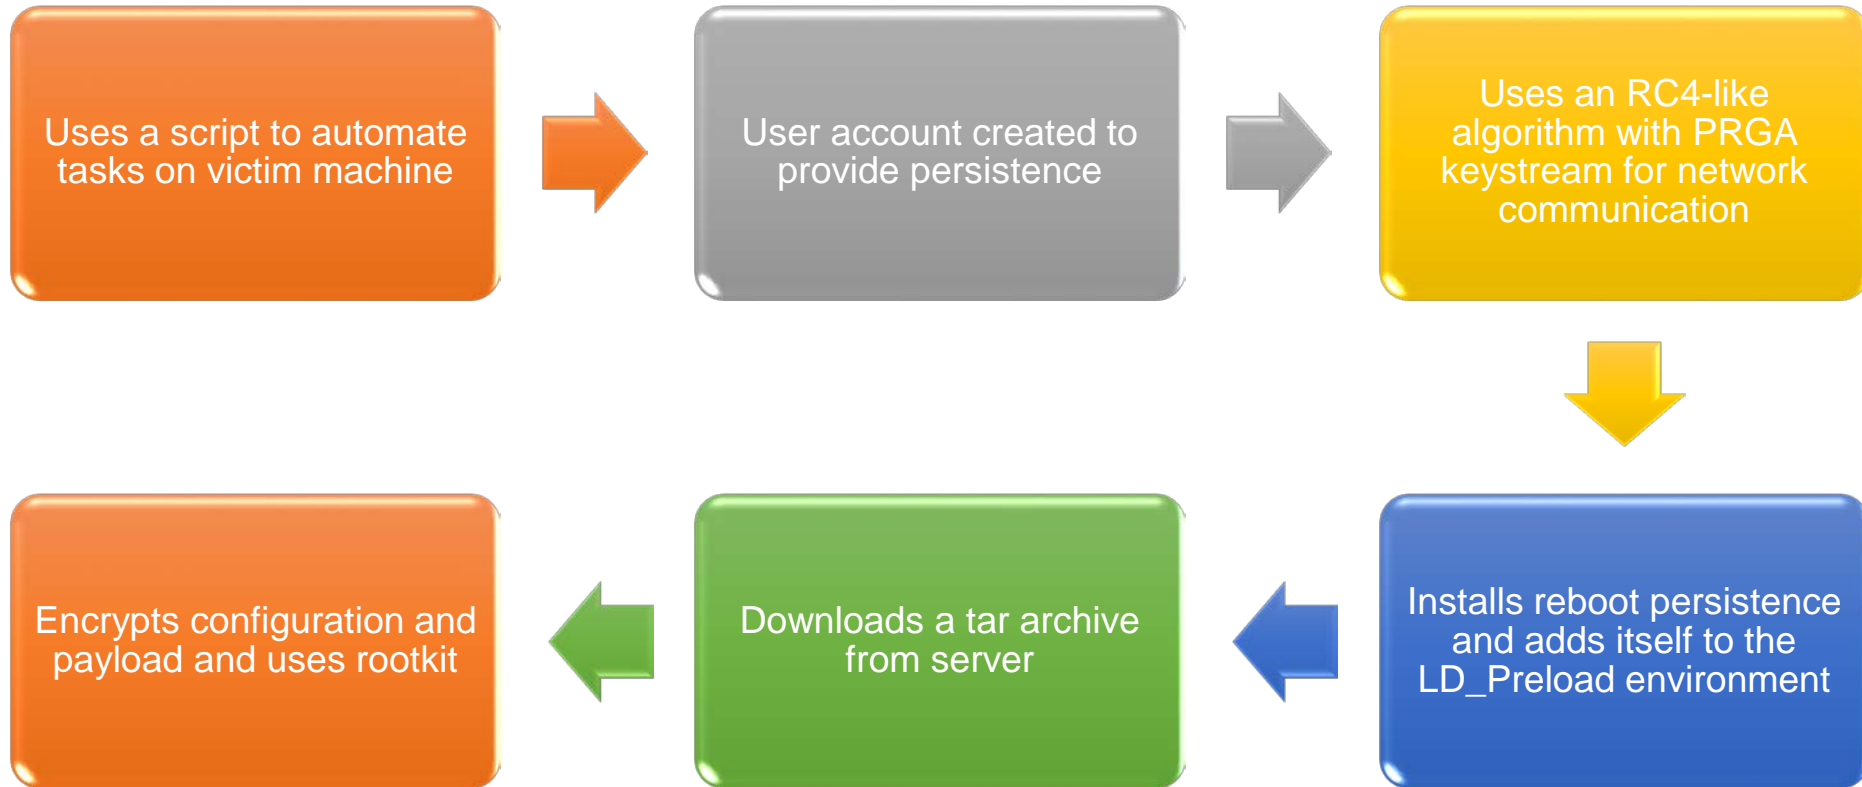 Uses a script to automate
tasks on victim machine
User account created to
provide persistence
Uses an RC4-like
algorithm with PRGA
keystream for network
communication
Installs reboot persistence
and adds itself to the
LD_Preload environment
Downloads a tar archive
from server
Encrypts configuration and
payload and uses rootkit